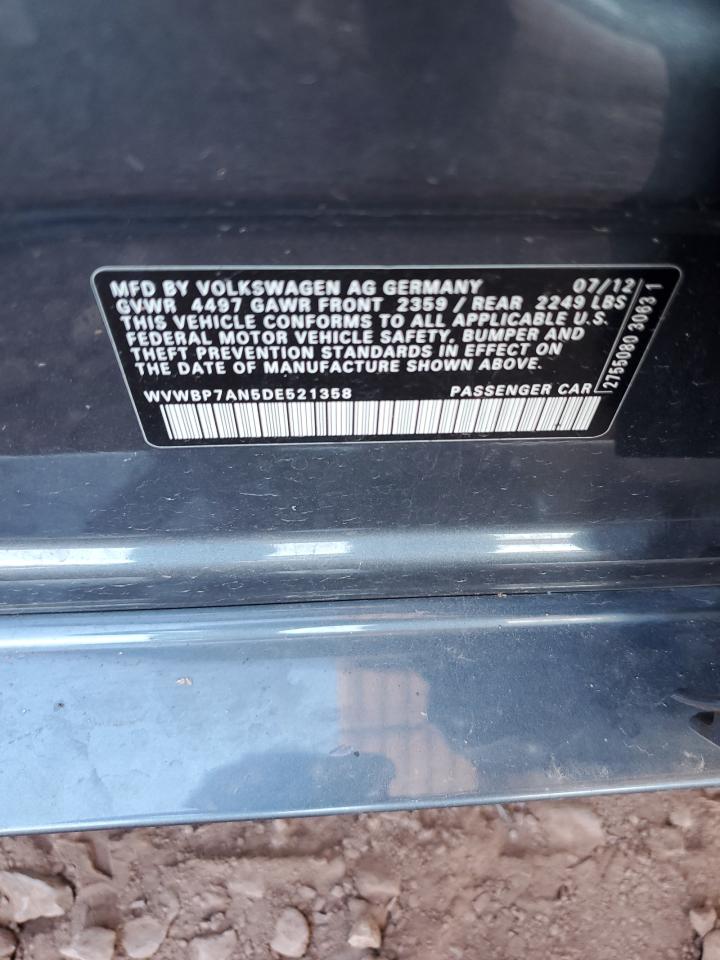 MFD BY VOLKSWAGEN AG GERMANY 07/12
GVWR 4497 GAWR FRONT 2359 / REAR 2249 LBS
THIS VEHICLE CONFORMS TO ALL APPLICABLE U.S.
FEDERAL MOTOR VEHICLE SAFETY, BUMPER AND
THEFT PREVENTION STANDARDS IN EFFECT ON
THE DATE OF MANUFACTURE SHOWN ABOVE.
WVWBP7AN5DE521358 PASSENGER CAR
2755080 3063 1